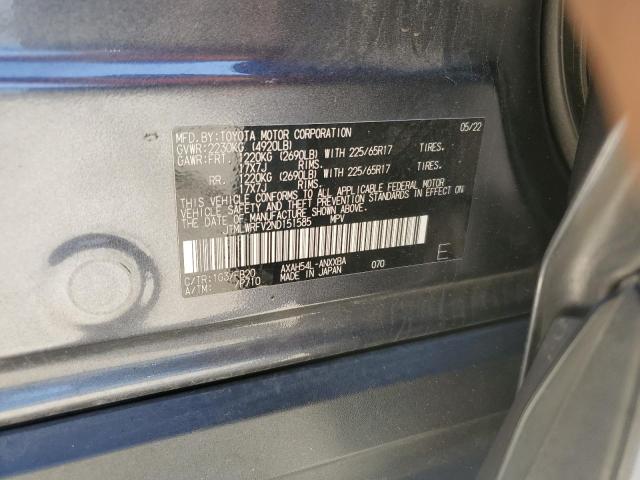 MFD. BY: TOYOTA MOTOR CORPORATION 05/22
GVWR: 2230KG (4920LB)
GAWR: FRT. 1220KG (2690LB) WITH 225/65R17 TIRES.
17X7J RIMS.
RR. 1220KG (2690LB) WITH 225/65R17 TIRES.
17X7J RIMS.
THIS VEHICLE CONFORMS TO ALL APPLICABLE FEDERAL MOTOR
VEHICLE SAFETY AND THEFT PREVENTION STANDARDS IN EFFECT
ON THE DATE OF MANUFACTURE SHOWN ABOVE.
JTMLWRFV2ND151585 MPV
C/TR: 1G3/FB20 AXAH54L-ANXXBA 070 E
A/TM: /P710 MADE IN JAPAN